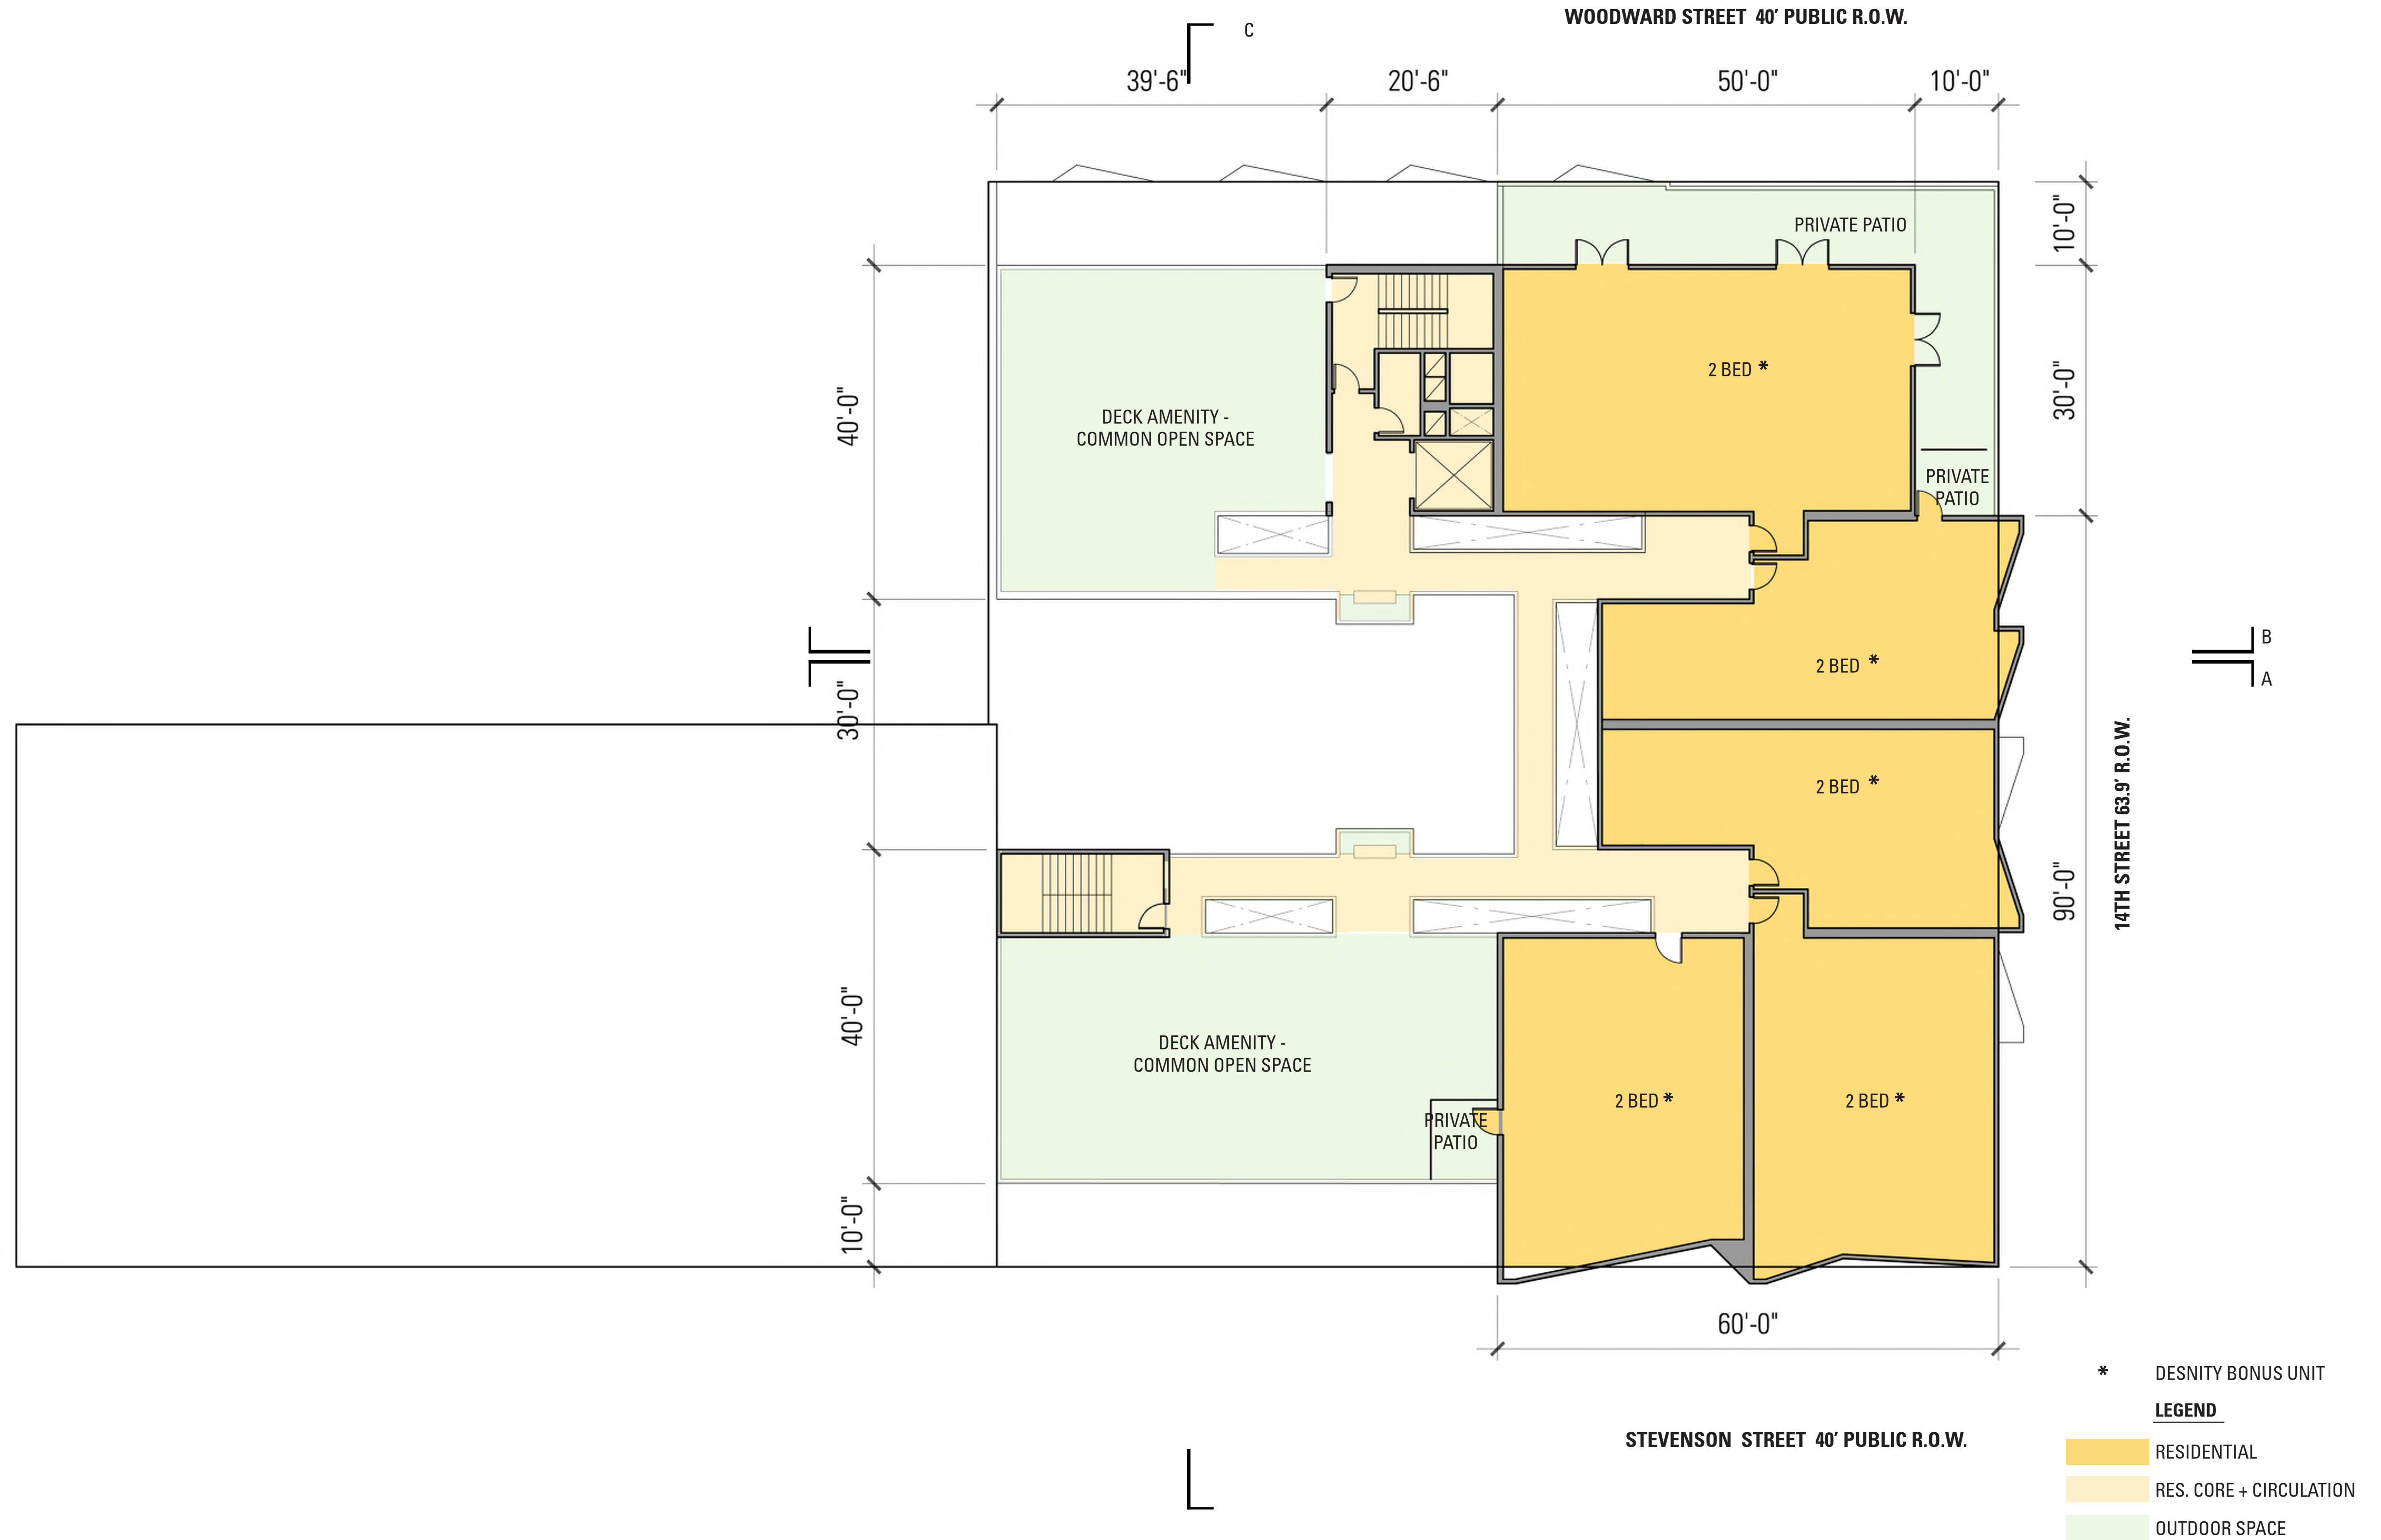 WOODWARD STREET 40’ PUBLIC R.O.W.
C
39'-6"
20'-6"
50'-0"
10'-0"
10'-0"
PRIVATE PATIO
2 BED *
30'-0"
40'-0"
DECK AMENITY -
COMMON OPEN SPACE
PRIVATE
PATIO
B
A
2 BED *
30'-0"
2 BED *
14TH STREET 63.9’ R.O.W.
90'-0"
40'-0"
DECK AMENITY -
COMMON OPEN SPACE
PRIVATE
PATIO
2 BED *
2 BED *
10'-0"
60'-0"
* DESNITY BONUS UNIT
LEGEND
STEVENSON STREET 40’ PUBLIC R.O.W.
RESIDENTIAL
RES. CORE + CIRCULATION
OUTDOOR SPACE